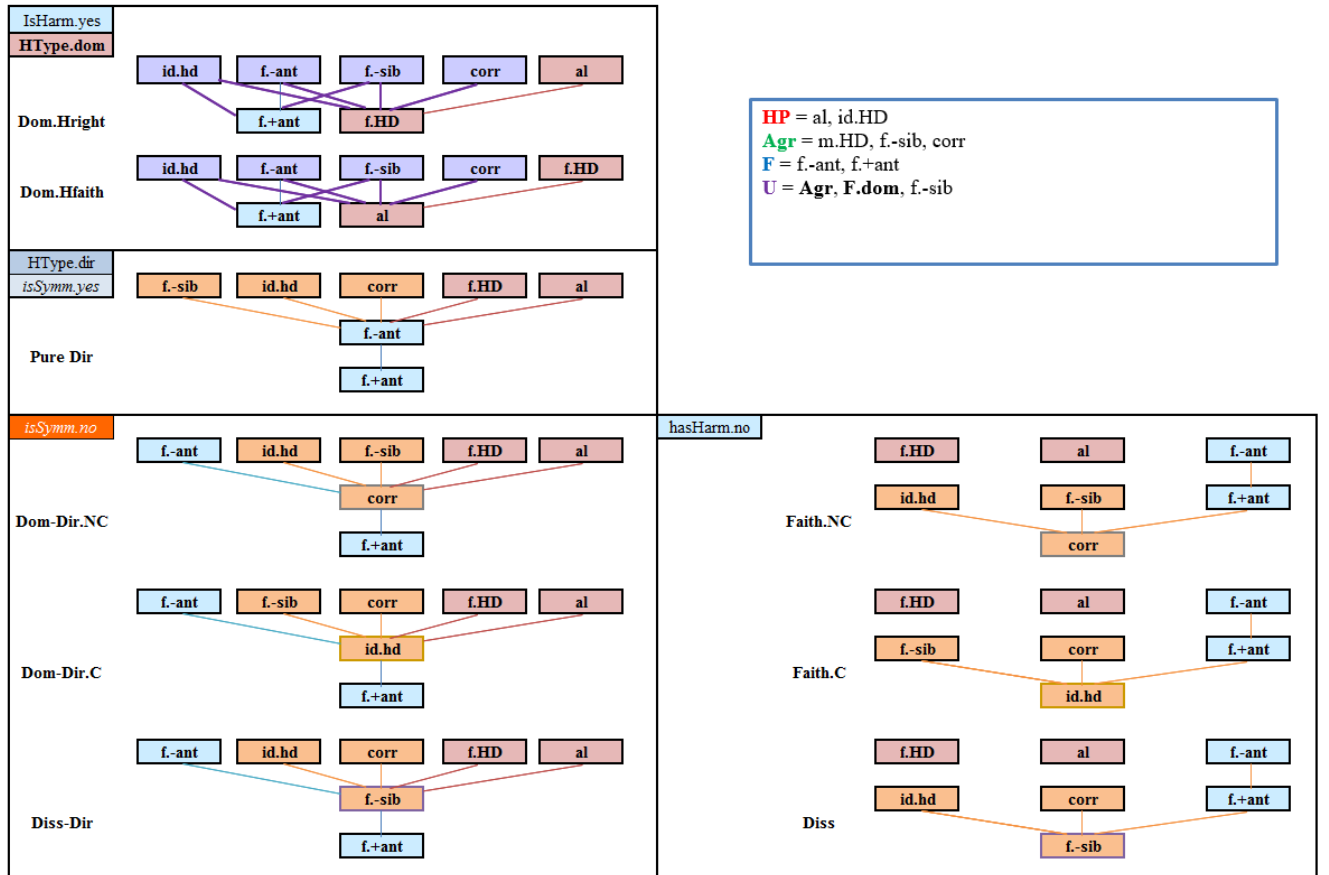 IsHarm.yes
HType.dom
id.hd f.-ant f.-sib corr al
Dom.Hright
f.+ant f.HD
id.hd f.-ant f.-sib corr f.HD
Dom.Hfaith
f.+ant al
HP = al, id.HD
Agr = m.HD, f.-sib, corr
F = f.-ant, f.+ant
U = Agr, F.dom, f.-sib
HType.dir
isSymm.yes
f.-sib id.hd corr f.HD al
f.-ant
Pure Dir
f.+ant
isSymm.no
f.-ant id.hd f.-sib f.HD al
corr
Dom-Dir.NC
f.+ant
f.-ant f.-sib corr f.HD al
id.hd
Dom-Dir.C
f.+ant
f.-ant id.hd corr f.HD al
f.-sib
Diss-Dir
f.+ant
hasHarm.no
f.HD al f.-ant
id.hd f.-sib f.+ant
Faith.NC
corr
f.HD al f.-ant
f.-sib corr f.+ant
Faith.C
id.hd
f.HD al f.-ant
id.hd corr f.+ant
Diss
f.-sib